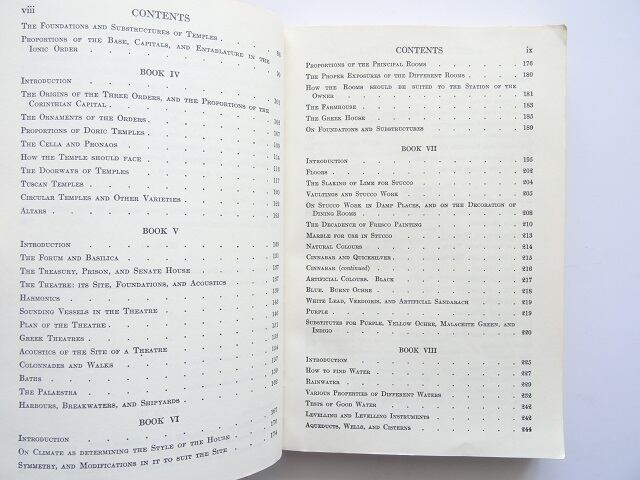 viii
CONTENTS
The Foundations and Substructures of Temples
Proportions of the Base, Capitals, and Entablature in the
Ionic Order 90
BOOK IV
Introduction 101
The Origins of the Three Orders, and the Proportions of the
Corinthian Capital
The Ornaments of the Orders
Proportions of Doric Temples
The Cella and Pronaos
How the Temple should face
The Doorways of Temples
Tuscan Temples
Circular Temples and Other Varieties
Altars
BOOK V
Introduction
The Forum and Basilica
The Treasury, Prison, and Senate House
The Theatre: its Site, Foundations, and Acoustics
Harmonics
Sounding Vessels in the Theatre
Plan of the Theatre
Greek Theatres
Acoustics of the Site of a Theatre
Colonnades and Walks
Baths
The Palaestra
Harbours, Breakwaters, and Shipyards
BOOK VI
Introduction
On Climate as determining the Style of the House
Symmetry, and Modifications in it to suit the Site
CONTENTS
ix
Proportions of the Principal Rooms 176
The Proper Exposures of the Different Rooms 180
How the Rooms should be suited to the Station of the
Owner 181
The Farmhouse 183
The Greek House 185
On Foundations and Substructures 189
BOOK VII
Introduction 195
Floors 202
The Slaking of Lime for Stucco 204
Vaultings and Stucco Work 205
On Stucco Work in Damp Places, and on the Decoration of
Dining Rooms 208
The Decadence of Fresco Painting 210
Marble for use in Stucco 213
Natural Colours 214
Cinnabar and Quicksilver 215
Cinnabar (continued) 216
Artificial Colours. Black 217
Blue. Burnt Ochre 218
White Lead, Verdigris, and Artificial Sandarach 219
Purple 219
Substitutes for Purple, Yellow Ochre, Malachite Green, and
Indigo 220
BOOK VIII
Introduction 225
How to find Water 227
Rainwater 229
Various Properties of Different Waters 232
Tests of Good Water 242
Levelling and Levelling Instruments 242
Aqueducts, Wells, and Cisterns 244